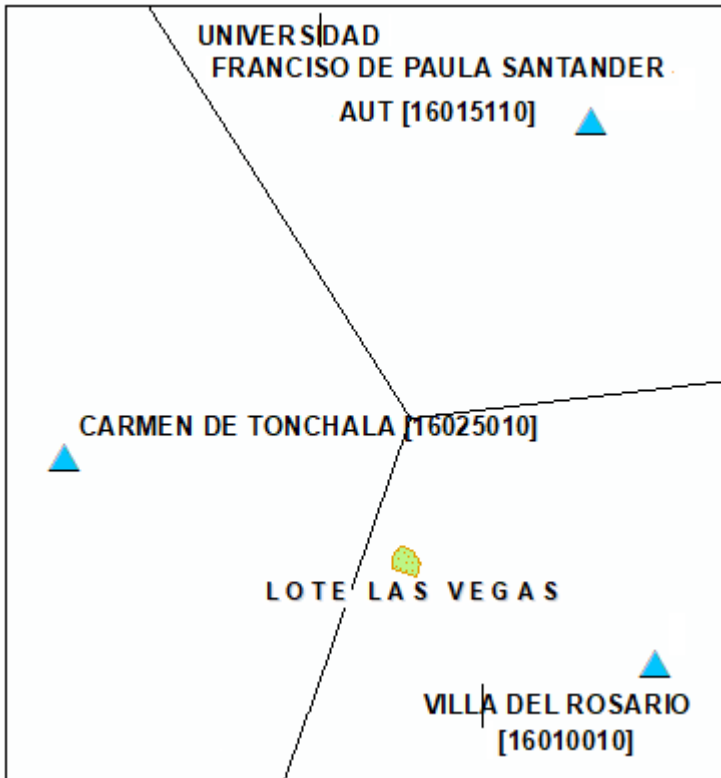 UNIVERSIDAD
FRANCISO DE PAULA SANTANDER
AUT [16015110]
CARMEN DE TONCHALA [16025010]
LOTE LAS VEGAS
VILLA DEL ROSARIO
[16010010]